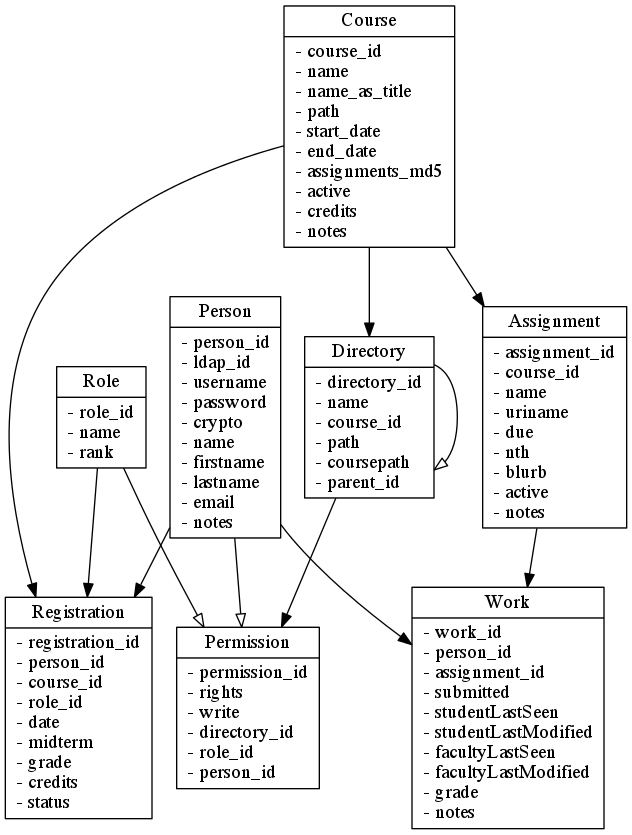 Course
- course_id
- name
- name_as_title
- path
- start_date
- end_date
- assignments_md5
- active
- credits
- notes
Person
- person_id
- ldap_id
- username
- password
- crypto
- name
- firstname
- lastname
- email
- notes
Assignment
- assignment_id
- course_id
- name
- uriname
- due
- nth
- blurb
- active
- notes
Directory
- directory_id
- name
- course_id
- path
- coursepath
- parent_id
Role
- role_id
- name
- rank
Registration
- registration_id
- person_id
- course_id
- role_id
- date
- midterm
- grade
- credits
- status
Permission
- permission_id
- rights
- write
- directory_id
- role_id
- person_id
Work
- work_id
- person_id
- assignment_id
- submitted
- studentLastSeen
- studentLastModified
- facultyLastSeen
- facultyLastModified
- grade
- notes